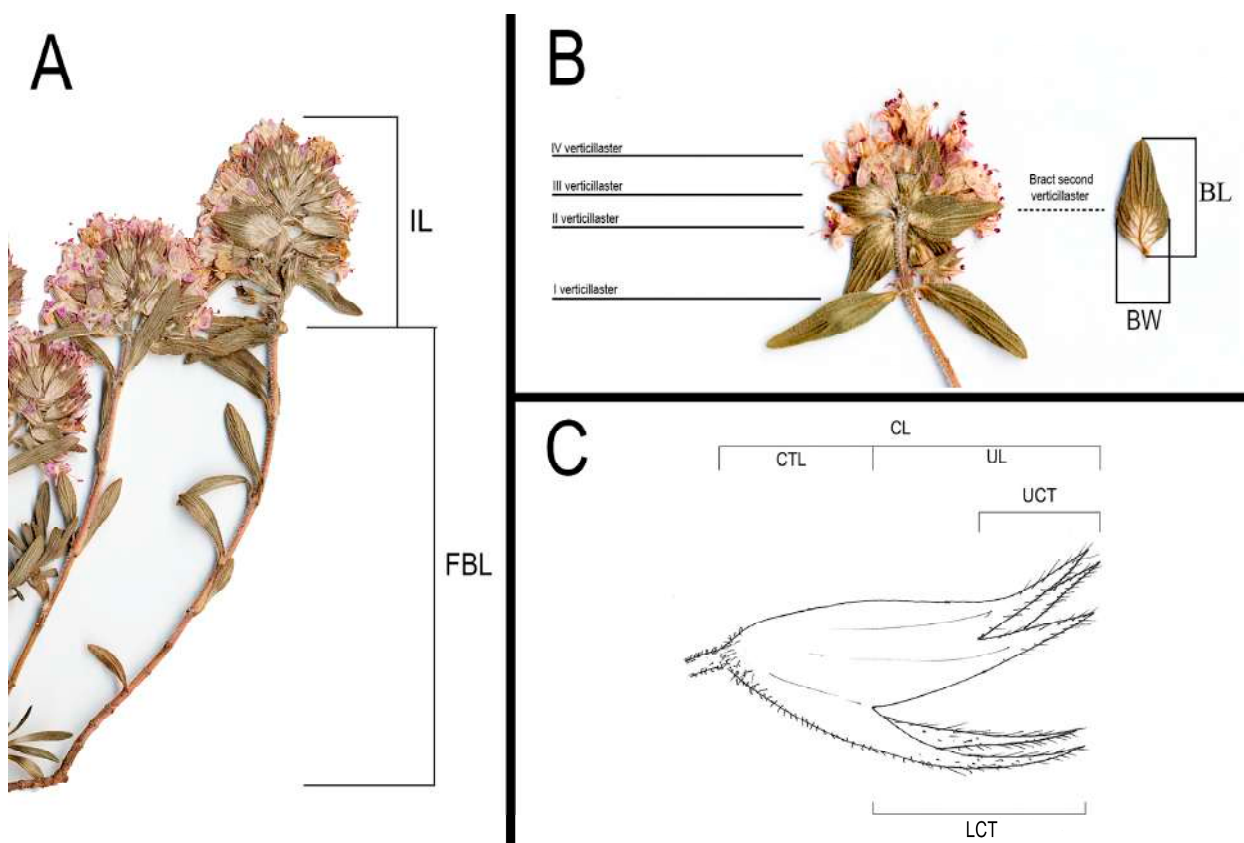 A
IL
FBL
B
IV verticillaster
III verticillaster
II verticillaster
I verticillaster
Bract second
verticillaster
BL
BW
C
CL
CTL
UL
UCT
LCT